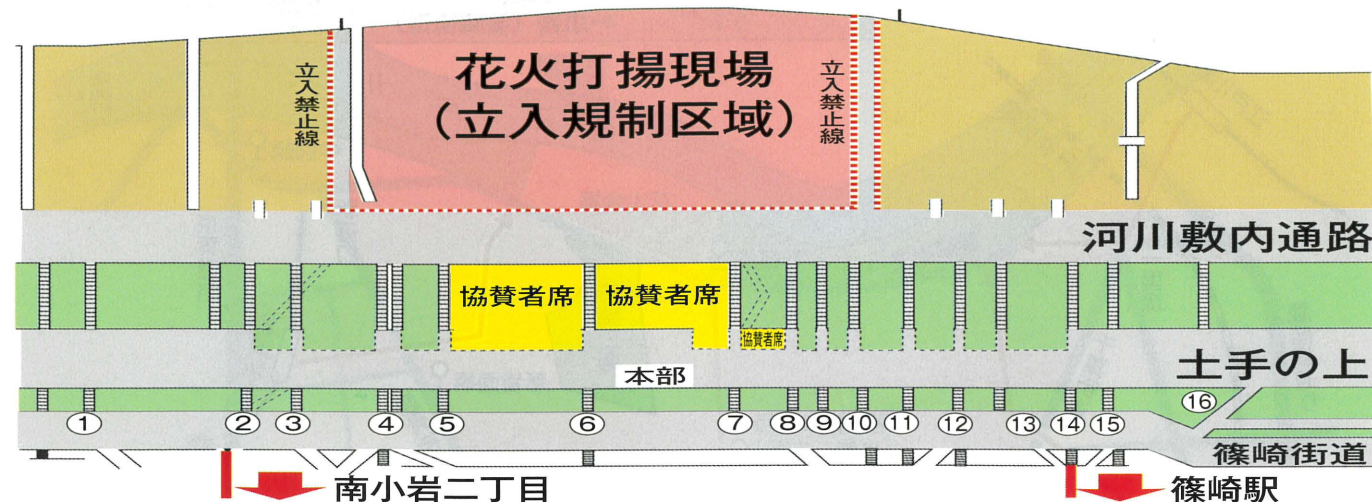 花火打揚現場
（立入規制区域）
立入禁止線
立入禁止線
河川敷内通路
協賛者席
協賛者席
協賛者席
土手の上
本部
① ② ③ ④ ⑤ ⑥ ⑦ ⑧ ⑨ ⑩ ⑪ ⑫ ⑬ ⑭ ⑮ ⑯
篠崎街道
南小岩二丁目
篠崎駅